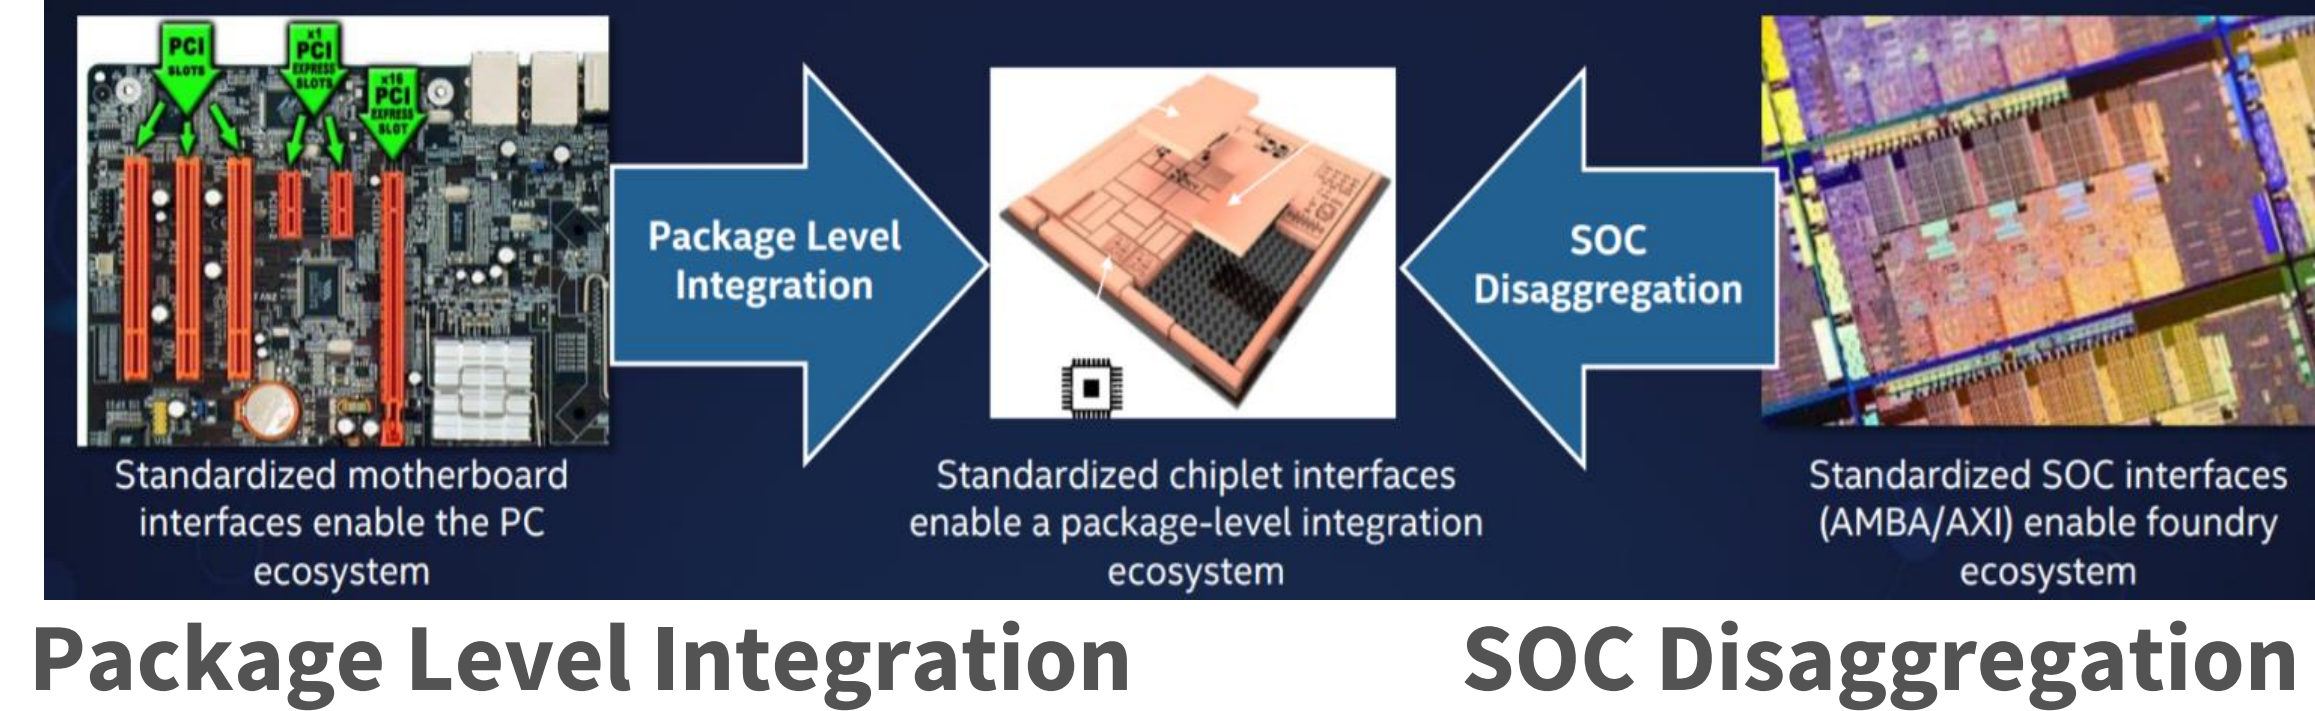 PCI
SLOTS
x1
PCI
EXPRESS
SLOTS
x16
PCI
EXPRESS
SLOT
Package Level
Integration
SOC
Disaggregation
Standardized motherboard
interfaces enable the PC
ecosystem
Standardized chiplet interfaces
enable a package-level integration
ecosystem
Standardized SOC interfaces
(AMBA/AXI) enable foundry
ecosystem
Package Level Integration
SOC Disaggregation